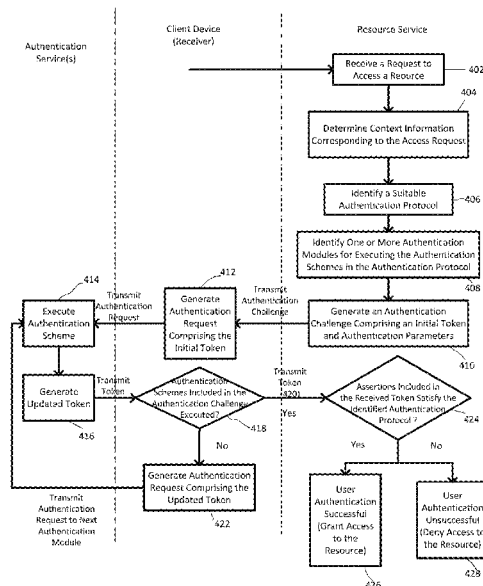 Authentication
Service(s)
Client Device
(Receiver)
Resource Service
Receive a Request to
Access a Reource
402
404
Determine Context Information
Corresponding to the Access Request
Identify a Suitable
Authentication Protocol
406
Identify One or More Authentication
Modules for Executing the Authentication
Schemes in the Authentication Protocol
408
Generate an Authentication
Challenge Comprising an Initial Token
and Authentication Parameters
410
Transmit
Authentication
Challenge
412
Generate
Authentication
Request
Comprising the
Initial Token
Transmit
Authentication
Request
414
Execute
Authentication
Scheme
Generate
Updated Token
416
Transmit
Token
Authentication
Schemes Included in the
Authentication Challenge
Executed?
418
Transmit
Token
(420)
Yes
No
Generate Authentication
Request Comprising the
Updated Token
422
Transmit
Authentication
Request to Next
Authentication
Module
Assertions Included in
the Received Token Satisfy the
Identified Authentication
Protocol ?
424
Yes
No
User
Authentication
Successful
(Grant Access
to the
Resource)
426
User
Autentication
Unsuccessful
(Deny Access to
the Resource)
428